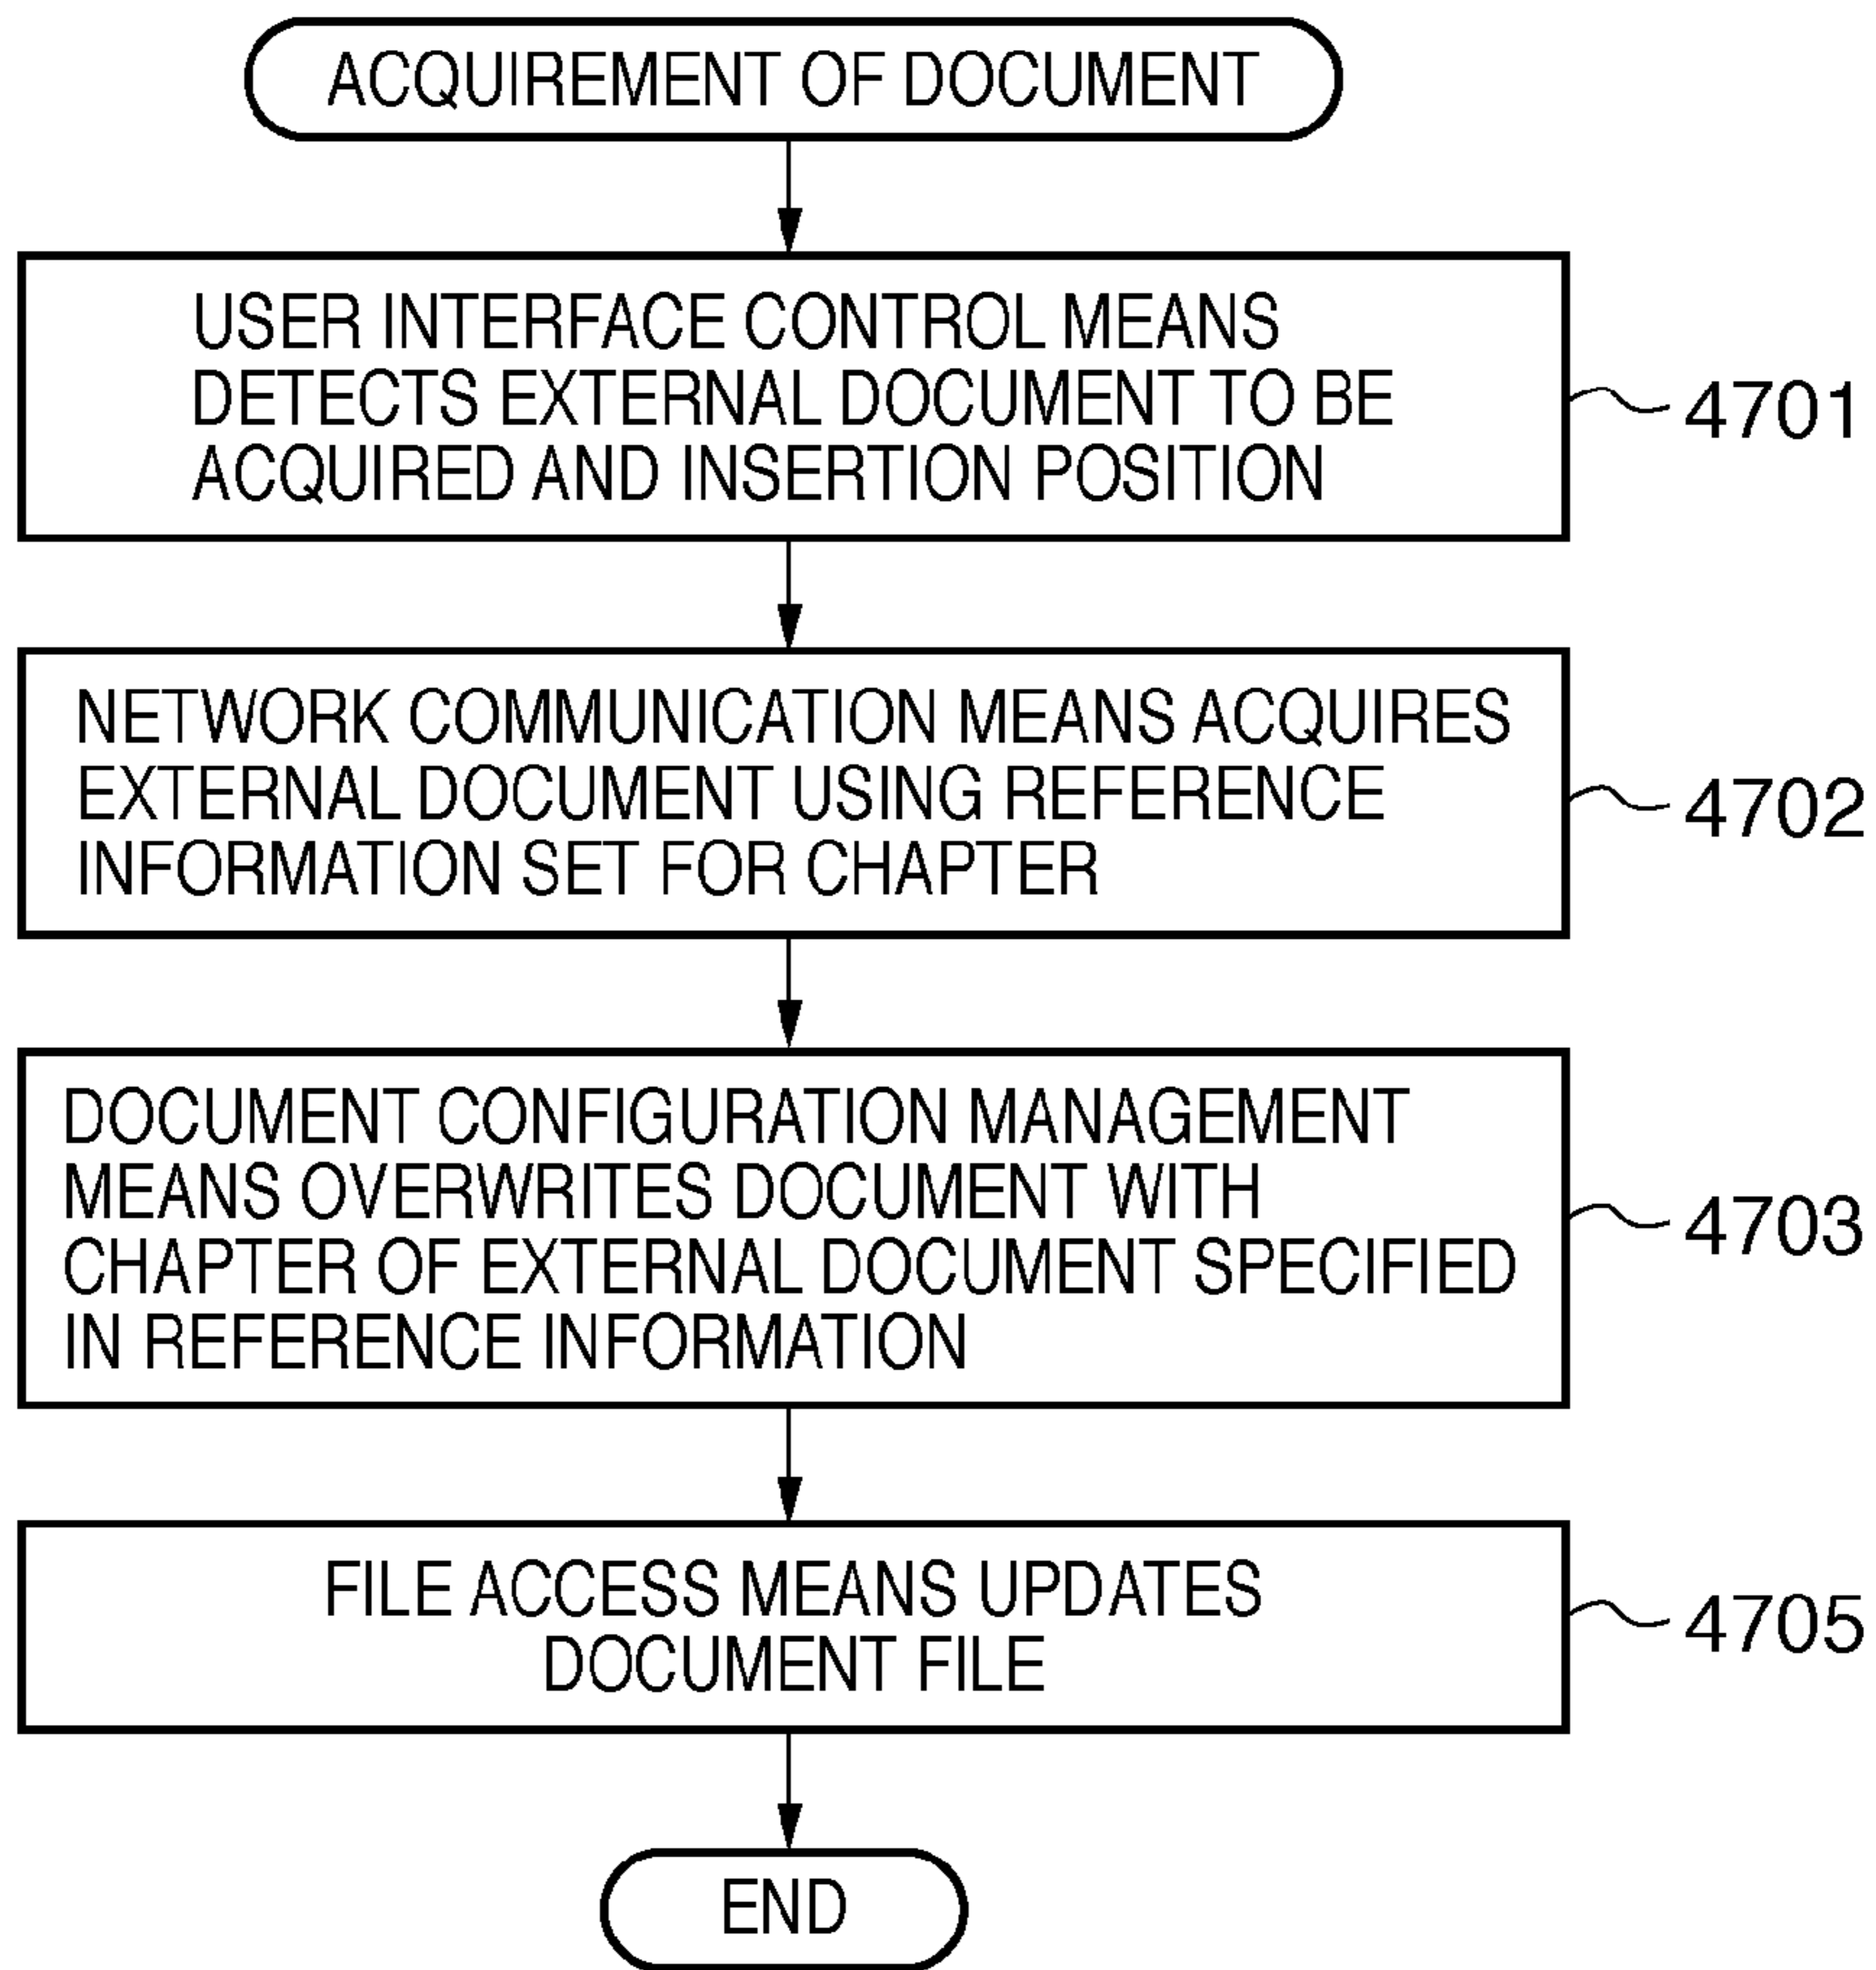 ACQUIREMENT OF DOCUMENT
USER INTERFACE CONTROL MEANS
DETECTS EXTERNAL DOCUMENT TO BE
ACQUIRED AND INSERTION POSITION
4701
NETWORK COMMUNICATION MEANS ACQUIRES
EXTERNAL DOCUMENT USING REFERENCE
INFORMATION SET FOR CHAPTER
4702
DOCUMENT CONFIGURATION MANAGEMENT
MEANS OVERWRITES DOCUMENT WITH
CHAPTER OF EXTERNAL DOCUMENT SPECIFIED
IN REFERENCE INFORMATION
4703
FILE ACCESS MEANS UPDATES
DOCUMENT FILE
4705
END